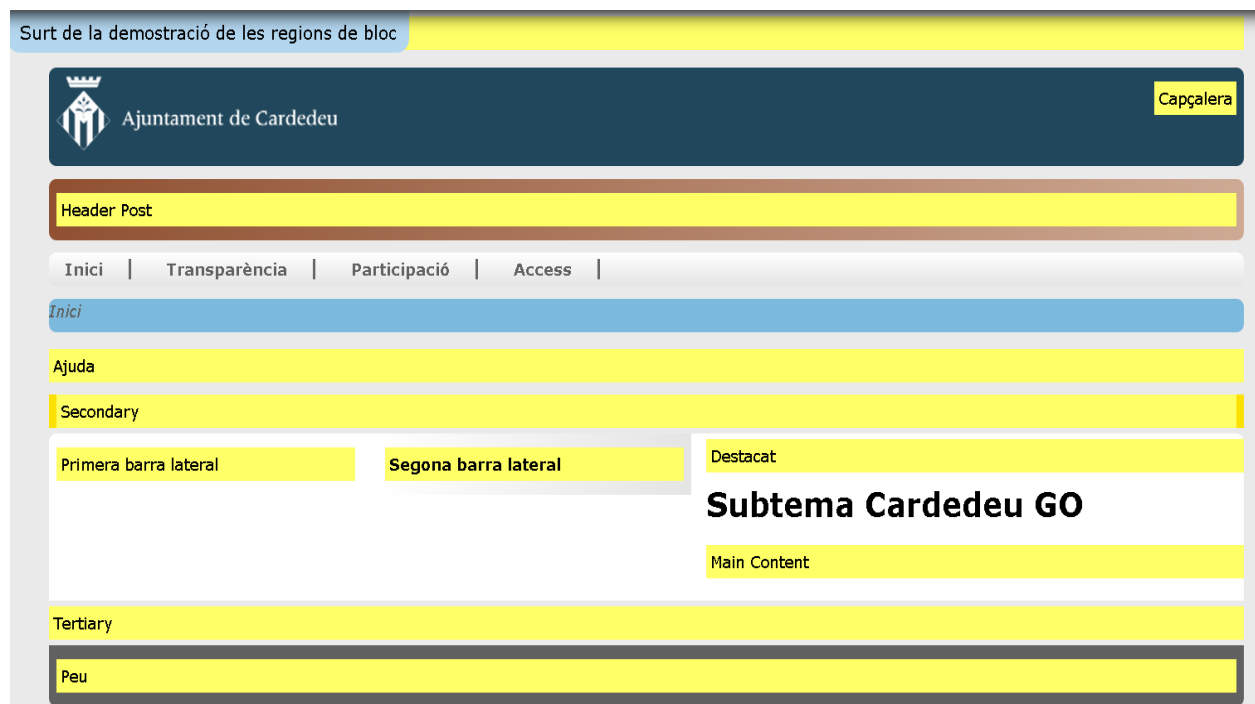 Surt de la demostració de les regions de bloc
Ajuntament de Cardedeu
Capçalera
Header Post
Inici | Transparència | Participació | Access |
Inici
Ajuda
Secondary
Primera barra lateral
Segona barra lateral
Destacat
Subtema Cardedeu GO
Main Content
Tertiary
Peu